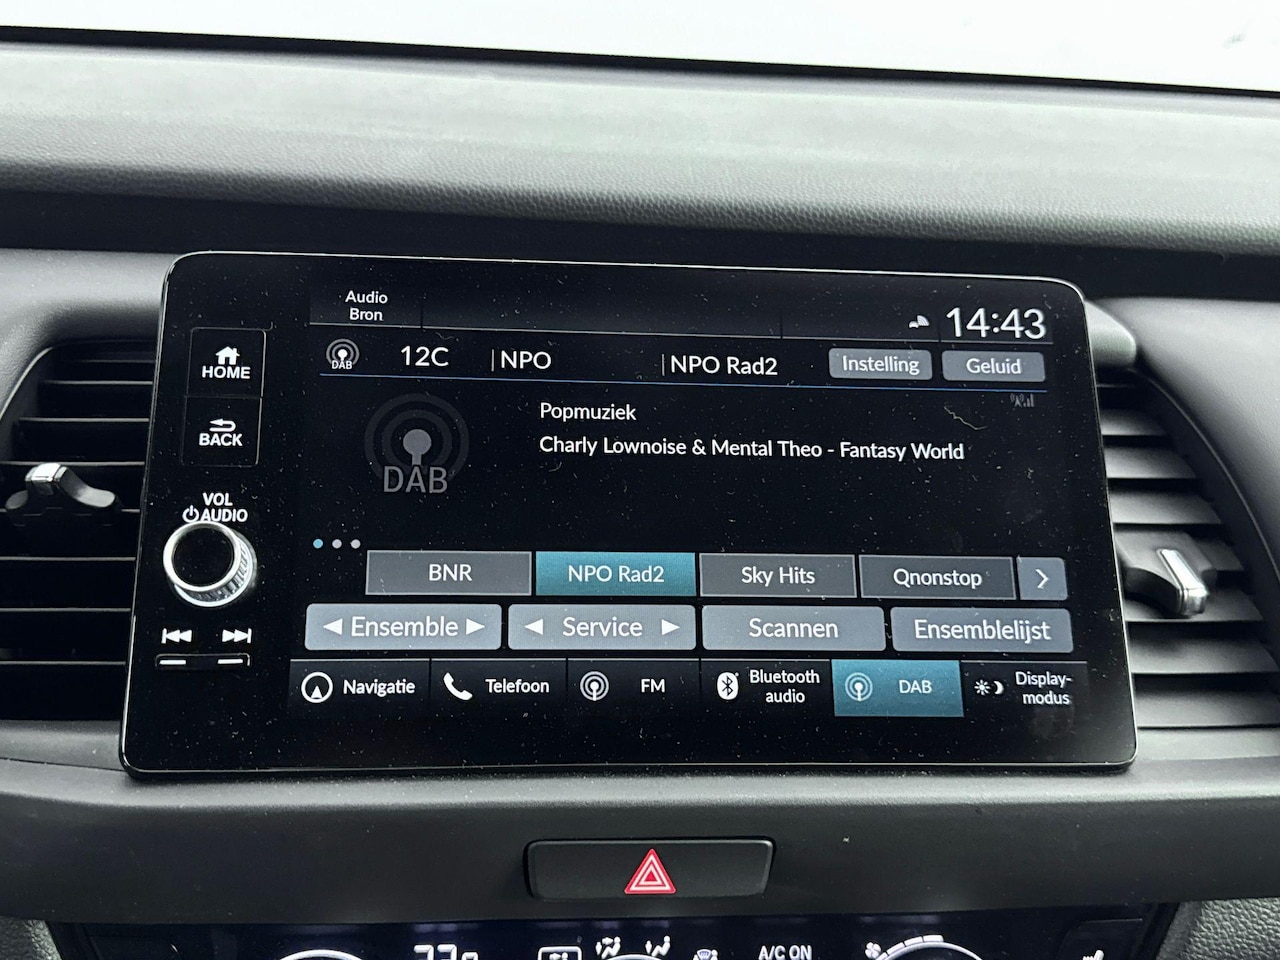 Audio
Bron
14:43
DAB
12C
NPO
NPO Rad2
Instelling
Geluid
HOME
BACK
VOL
AUDIO
DAB
Popmuziek
Charly Lownoise & Mental Theo - Fantasy World
BNR
NPO Rad2
Sky Hits
Qnonstop
Ensemble
Service
Scannen
Ensemblelijst
Navigatie
Telefoon
FM
Bluetooth
audio
DAB
Display-
modus
A/C ON